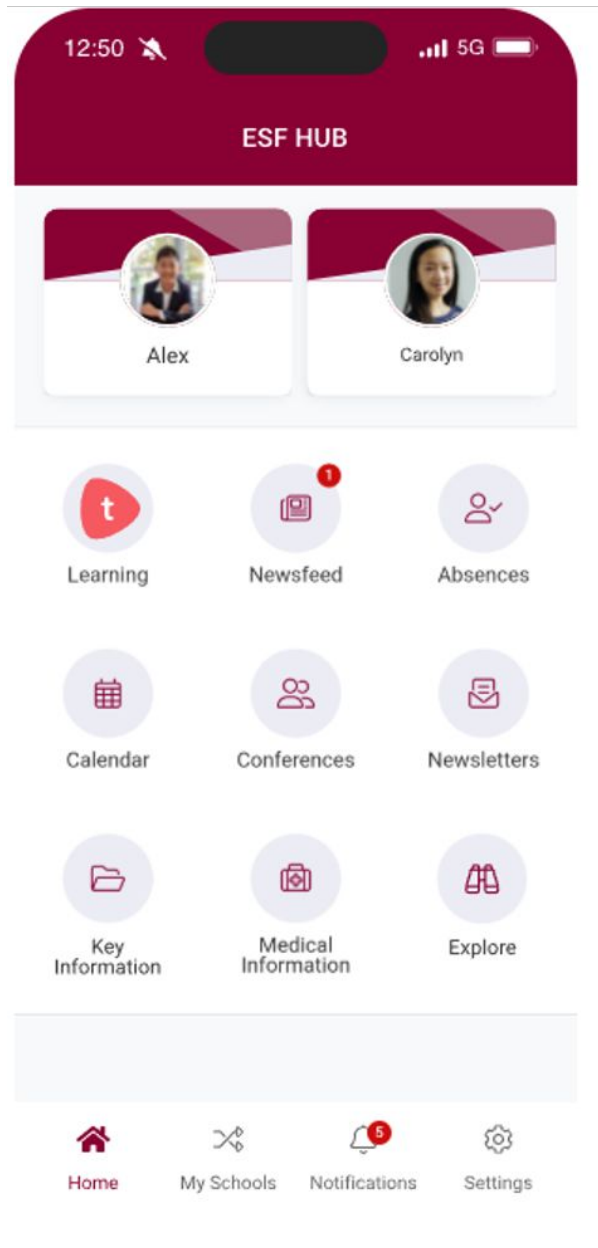 12:50 5G
ESF HUB
Alex Carolyn
t 1
Learning Newsfeed Absences
Calendar Conferences Newsletters
Key Medical Explore
Information Information
5
Home My Schools Notifications Settings